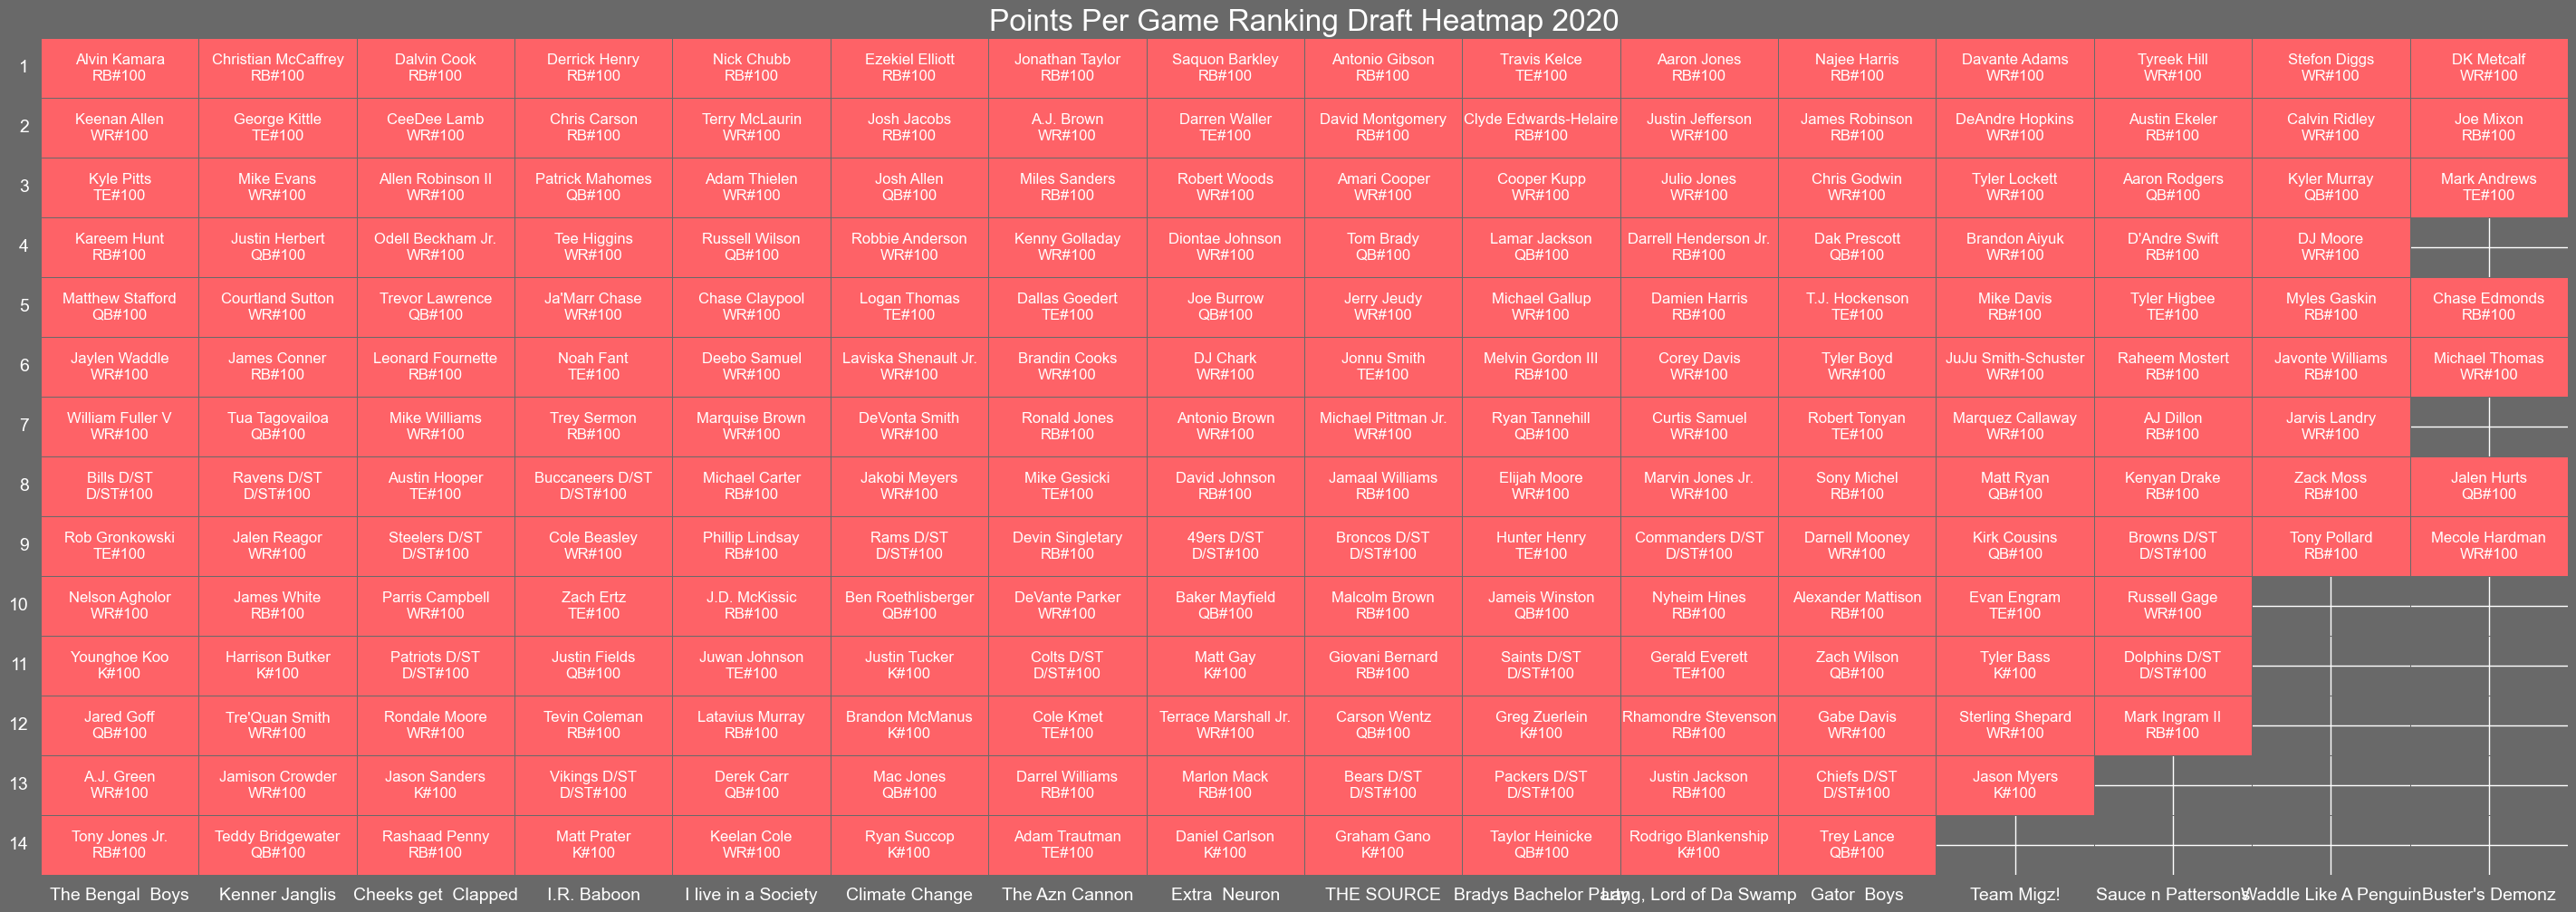 Points Per Game Ranking Draft Heatmap 2020
1
Alvin Kamara
RB#100
Christian McCaffrey
RB#100
Dalvin Cook
RB#100
Derrick Henry
RB#100
Nick Chubb
RB#100
Ezekiel Elliott
RB#100
Jonathan Taylor
RB#100
Saquon Barkley
RB#100
Antonio Gibson
RB#100
Travis Kelce
TE#100
Aaron Jones
RB#100
Najee Harris
RB#100
Davante Adams
WR#100
Tyreek Hill
WR#100
Stefon Diggs
WR#100
DK Metcalf
WR#100
2
Keenan Allen
WR#100
George Kittle
TE#100
CeeDee Lamb
WR#100
Chris Carson
RB#100
Terry McLaurin
WR#100
Josh Jacobs
RB#100
A.J. Brown
WR#100
Darren Waller
TE#100
David Montgomery
RB#100
Clyde Edwards-Helaire
RB#100
Justin Jefferson
WR#100
James Robinson
RB#100
DeAndre Hopkins
WR#100
Austin Ekeler
RB#100
Calvin Ridley
WR#100
Joe Mixon
RB#100
3
Kyle Pitts
TE#100
Mike Evans
WR#100
Allen Robinson II
WR#100
Patrick Mahomes
QB#100
Adam Thielen
WR#100
Josh Allen
QB#100
Miles Sanders
RB#100
Robert Woods
WR#100
Amari Cooper
WR#100
Cooper Kupp
WR#100
Julio Jones
WR#100
Chris Godwin
WR#100
Tyler Lockett
WR#100
Aaron Rodgers
QB#100
Kyler Murray
QB#100
Mark Andrews
TE#100
4
Kareem Hunt
RB#100
Justin Herbert
QB#100
Odell Beckham Jr.
WR#100
Tee Higgins
WR#100
Russell Wilson
QB#100
Robbie Anderson
WR#100
Kenny Golladay
WR#100
Diontae Johnson
WR#100
Tom Brady
QB#100
Lamar Jackson
QB#100
Darrell Henderson Jr.
RB#100
Dak Prescott
QB#100
Brandon Aiyuk
WR#100
D'Andre Swift
RB#100
DJ Moore
WR#100
5
Matthew Stafford
QB#100
Courtland Sutton
WR#100
Trevor Lawrence
QB#100
Ja'Marr Chase
WR#100
Chase Claypool
WR#100
Logan Thomas
TE#100
Dallas Goedert
TE#100
Joe Burrow
QB#100
Jerry Jeudy
WR#100
Michael Gallup
WR#100
Damien Harris
RB#100
T.J. Hockenson
TE#100
Mike Davis
RB#100
Tyler Higbee
TE#100
Myles Gaskin
RB#100
Chase Edmonds
RB#100
6
Jaylen Waddle
WR#100
James Conner
RB#100
Leonard Fournette
RB#100
Noah Fant
TE#100
Deebo Samuel
WR#100
Laviska Shenault Jr.
WR#100
Brandin Cooks
WR#100
DJ Chark
WR#100
Jonnu Smith
TE#100
Melvin Gordon III
RB#100
Corey Davis
WR#100
Tyler Boyd
WR#100
JuJu Smith-Schuster
WR#100
Raheem Mostert
RB#100
Javonte Williams
RB#100
Michael Thomas
WR#100
7
William Fuller V
WR#100
Tua Tagovailoa
QB#100
Mike Williams
WR#100
Trey Sermon
RB#100
Marquise Brown
WR#100
DeVonta Smith
WR#100
Ronald Jones
RB#100
Antonio Brown
WR#100
Michael Pittman Jr.
WR#100
Ryan Tannehill
QB#100
Curtis Samuel
WR#100
Robert Tonyan
TE#100
Marquez Callaway
WR#100
AJ Dillon
RB#100
Jarvis Landry
WR#100
8
Bills D/ST
D/ST#100
Ravens D/ST
D/ST#100
Austin Hooper
TE#100
Buccaneers D/ST
D/ST#100
Michael Carter
RB#100
Jakobi Meyers
WR#100
Mike Gesicki
TE#100
David Johnson
RB#100
Jamaal Williams
RB#100
Elijah Moore
WR#100
Marvin Jones Jr.
WR#100
Sony Michel
RB#100
Matt Ryan
QB#100
Kenyan Drake
RB#100
Zack Moss
RB#100
Jalen Hurts
QB#100
9
Rob Gronkowski
TE#100
Jalen Reagor
WR#100
Steelers D/ST
D/ST#100
Cole Beasley
WR#100
Phillip Lindsay
RB#100
Rams D/ST
D/ST#100
Devin Singletary
RB#100
49ers D/ST
D/ST#100
Broncos D/ST
D/ST#100
Hunter Henry
TE#100
Commanders D/ST
D/ST#100
Darnell Mooney
WR#100
Kirk Cousins
QB#100
Browns D/ST
D/ST#100
Tony Pollard
RB#100
Mecole Hardman
WR#100
10
Nelson Agholor
WR#100
James White
RB#100
Parris Campbell
WR#100
Zach Ertz
TE#100
J.D. McKissic
RB#100
Ben Roethlisberger
QB#100
DeVante Parker
WR#100
Baker Mayfield
QB#100
Malcolm Brown
RB#100
Jameis Winston
QB#100
Nyheim Hines
RB#100
Alexander Mattison
RB#100
Evan Engram
TE#100
Russell Gage
WR#100
11
Younghoe Koo
K#100
Harrison Butker
K#100
Patriots D/ST
D/ST#100
Justin Fields
QB#100
Juwan Johnson
TE#100
Justin Tucker
K#100
Colts D/ST
D/ST#100
Matt Gay
K#100
Giovani Bernard
RB#100
Saints D/ST
D/ST#100
Gerald Everett
TE#100
Zach Wilson
QB#100
Tyler Bass
K#100
Dolphins D/ST
D/ST#100
12
Jared Goff
QB#100
Tre'Quan Smith
WR#100
Rondale Moore
WR#100
Tevin Coleman
RB#100
Latavius Murray
RB#100
Brandon McManus
K#100
Cole Kmet
TE#100
Terrace Marshall Jr.
WR#100
Carson Wentz
QB#100
Greg Zuerlein
K#100
Rhamondre Stevenson
RB#100
Gabe Davis
WR#100
Sterling Shepard
WR#100
Mark Ingram II
RB#100
13
A.J. Green
WR#100
Jamison Crowder
WR#100
Jason Sanders
K#100
Vikings D/ST
D/ST#100
Derek Carr
QB#100
Mac Jones
QB#100
Darrel Williams
RB#100
Marlon Mack
RB#100
Bears D/ST
D/ST#100
Packers D/ST
D/ST#100
Justin Jackson
RB#100
Chiefs D/ST
D/ST#100
Jason Myers
K#100
14
Tony Jones Jr.
RB#100
Teddy Bridgewater
QB#100
Rashaad Penny
RB#100
Matt Prater
K#100
Keelan Cole
WR#100
Ryan Succop
K#100
Adam Trautman
TE#100
Daniel Carlson
K#100
Graham Gano
K#100
Taylor Heinicke
QB#100
Rodrigo Blankenship
K#100
Trey Lance
QB#100
The Bengal Boys
Kenner Janglis
Cheeks get Clapped
I.R. Baboon
I live in a Society
Climate Change
The Azn Cannon
Extra Neuron
THE SOURCE
Bradys Bachelor Party
Lord of Da Swamp
Gator Boys
Team Migz!
Sauce n Pattersons
Waddle Like A Penguin
Buster's Demonz